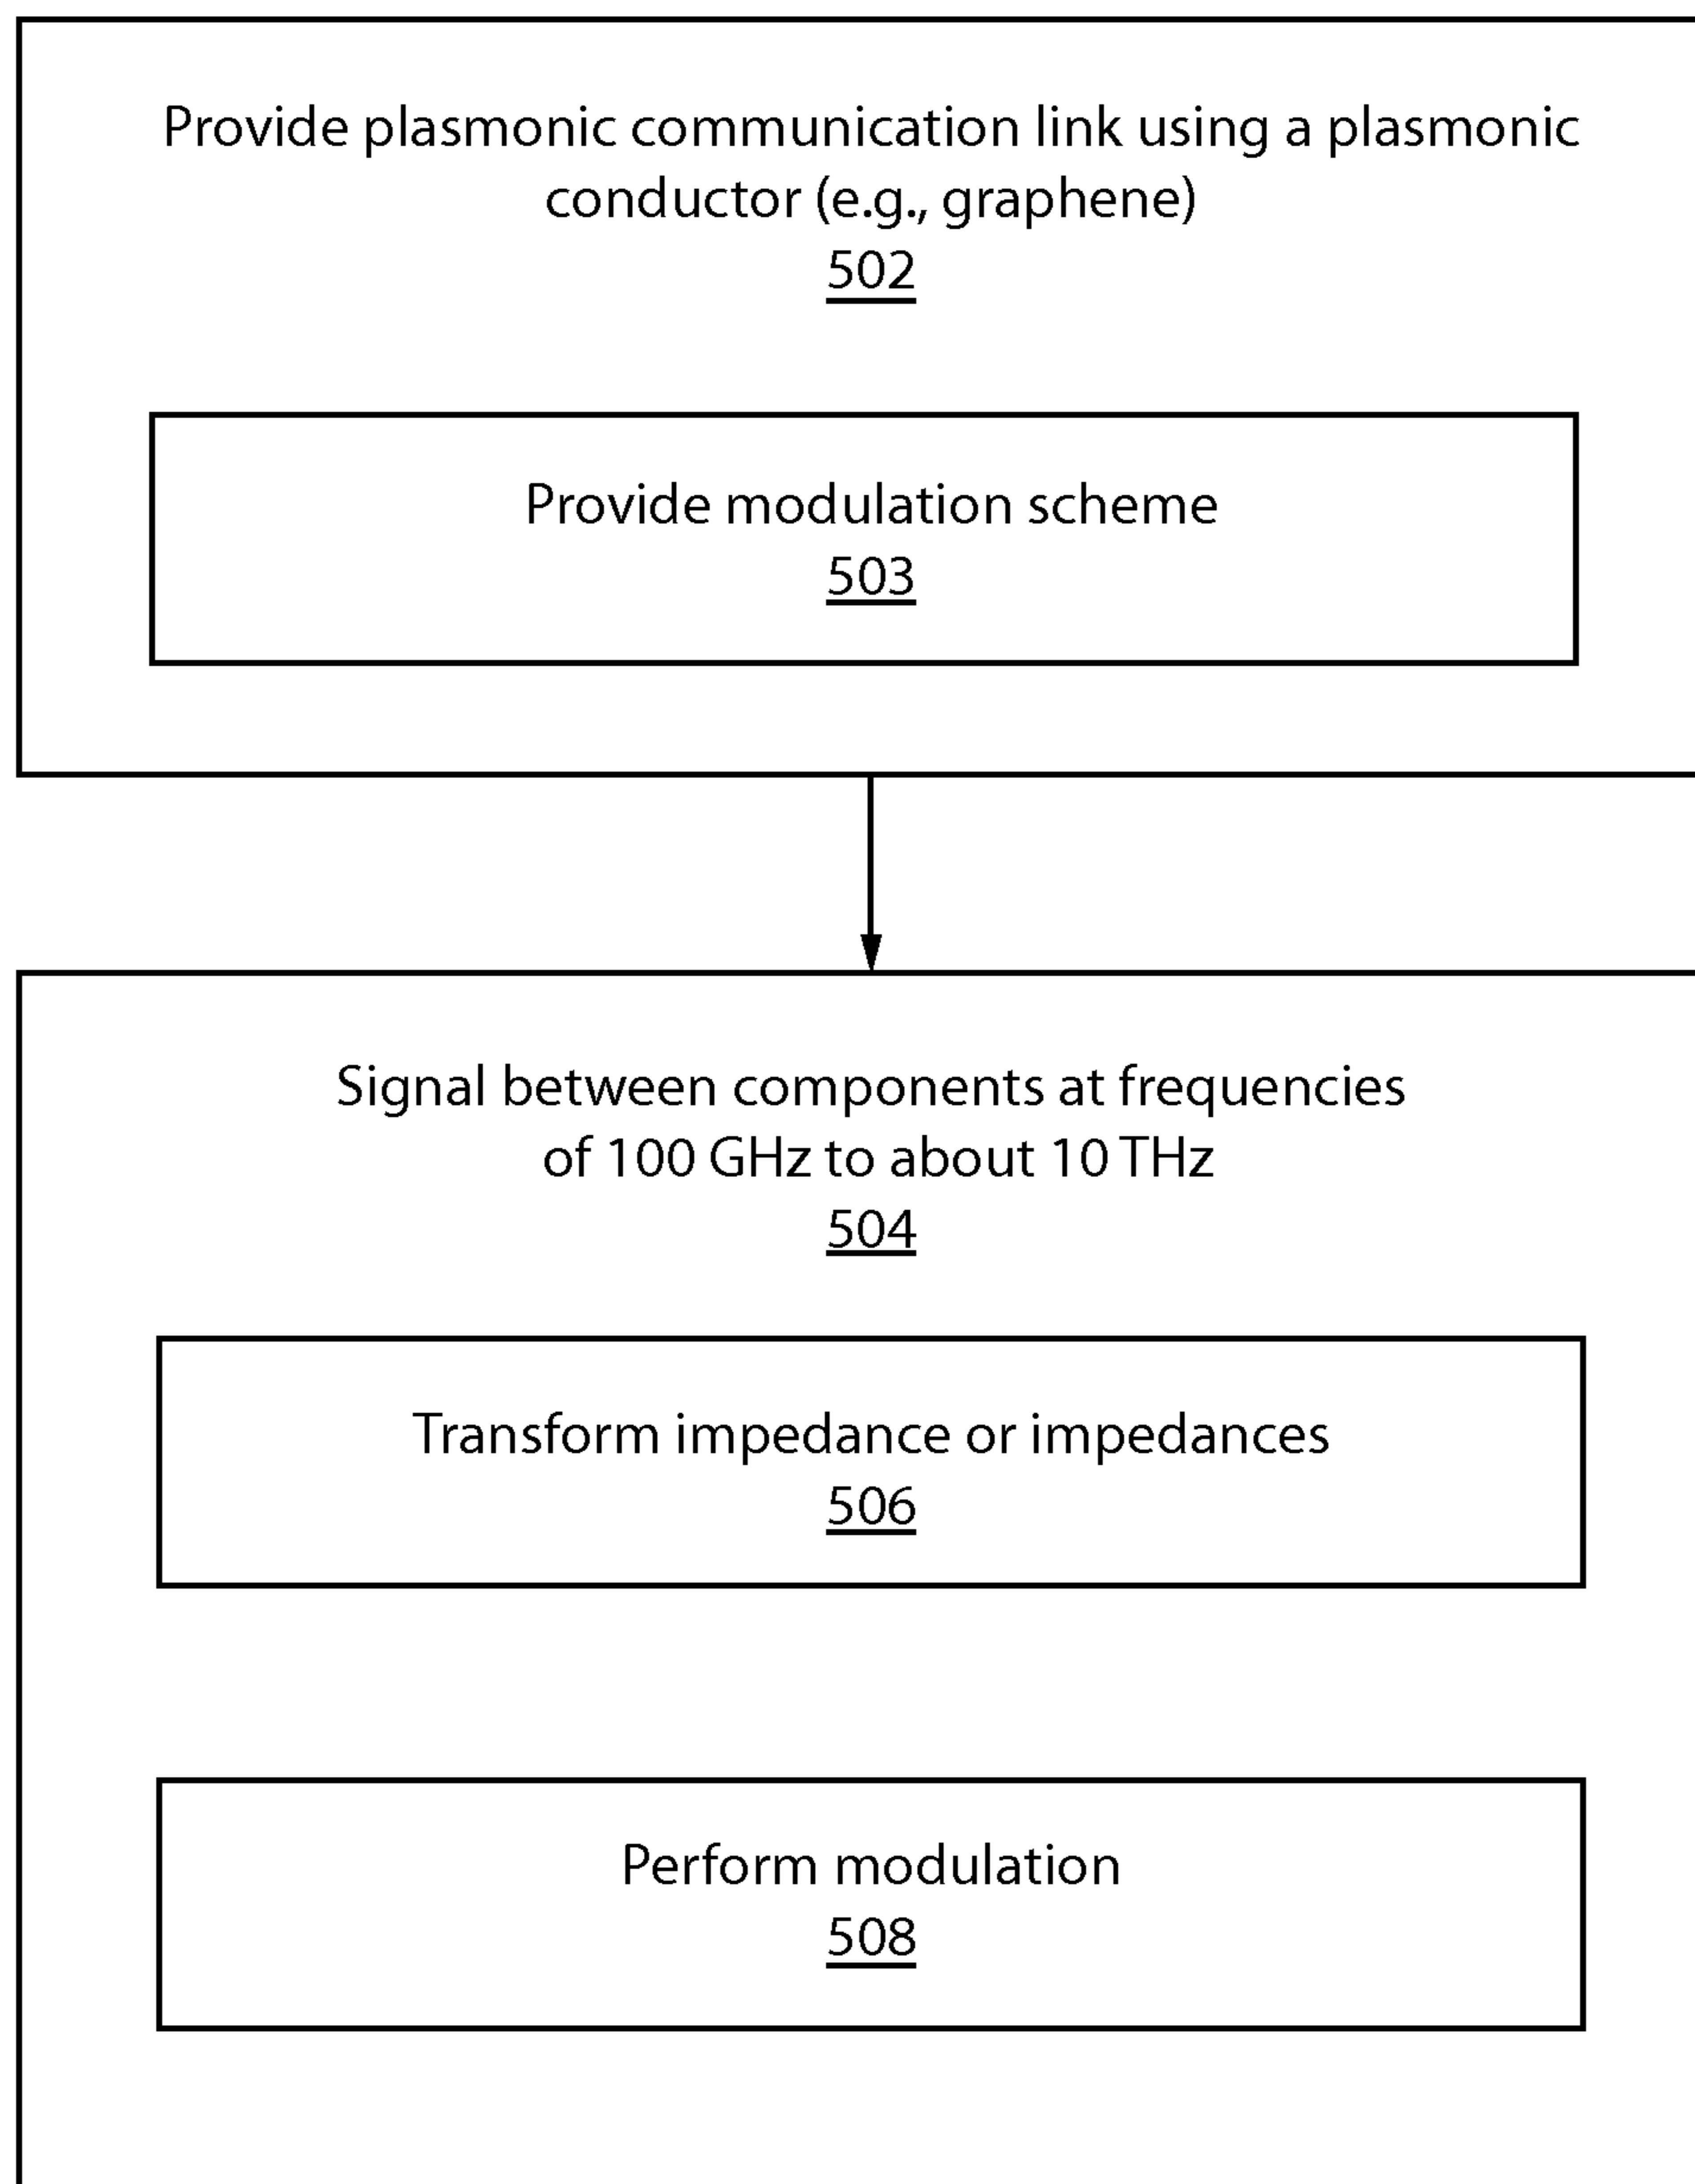 Provide plasmonic communication link using a plasmonic
conductor (e.g., graphene)
502
Provide modulation scheme
503
Signal between components at frequencies
of 100 GHz to about 10 THz
504
Transform impedance or impedances
506
Perform modulation
508